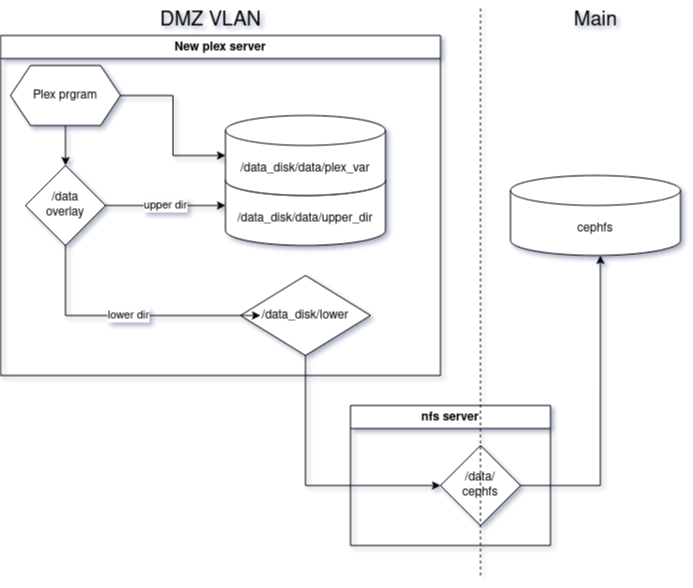 DMZ VLAN
Main
New plex server
Plex prgram
/data_disk/data/plex_var
/data
overlay
upper dir
/data_disk/data/upper_dir
cephfs
lower dir
/data_disk/lower
nfs server
/data/
cephfs